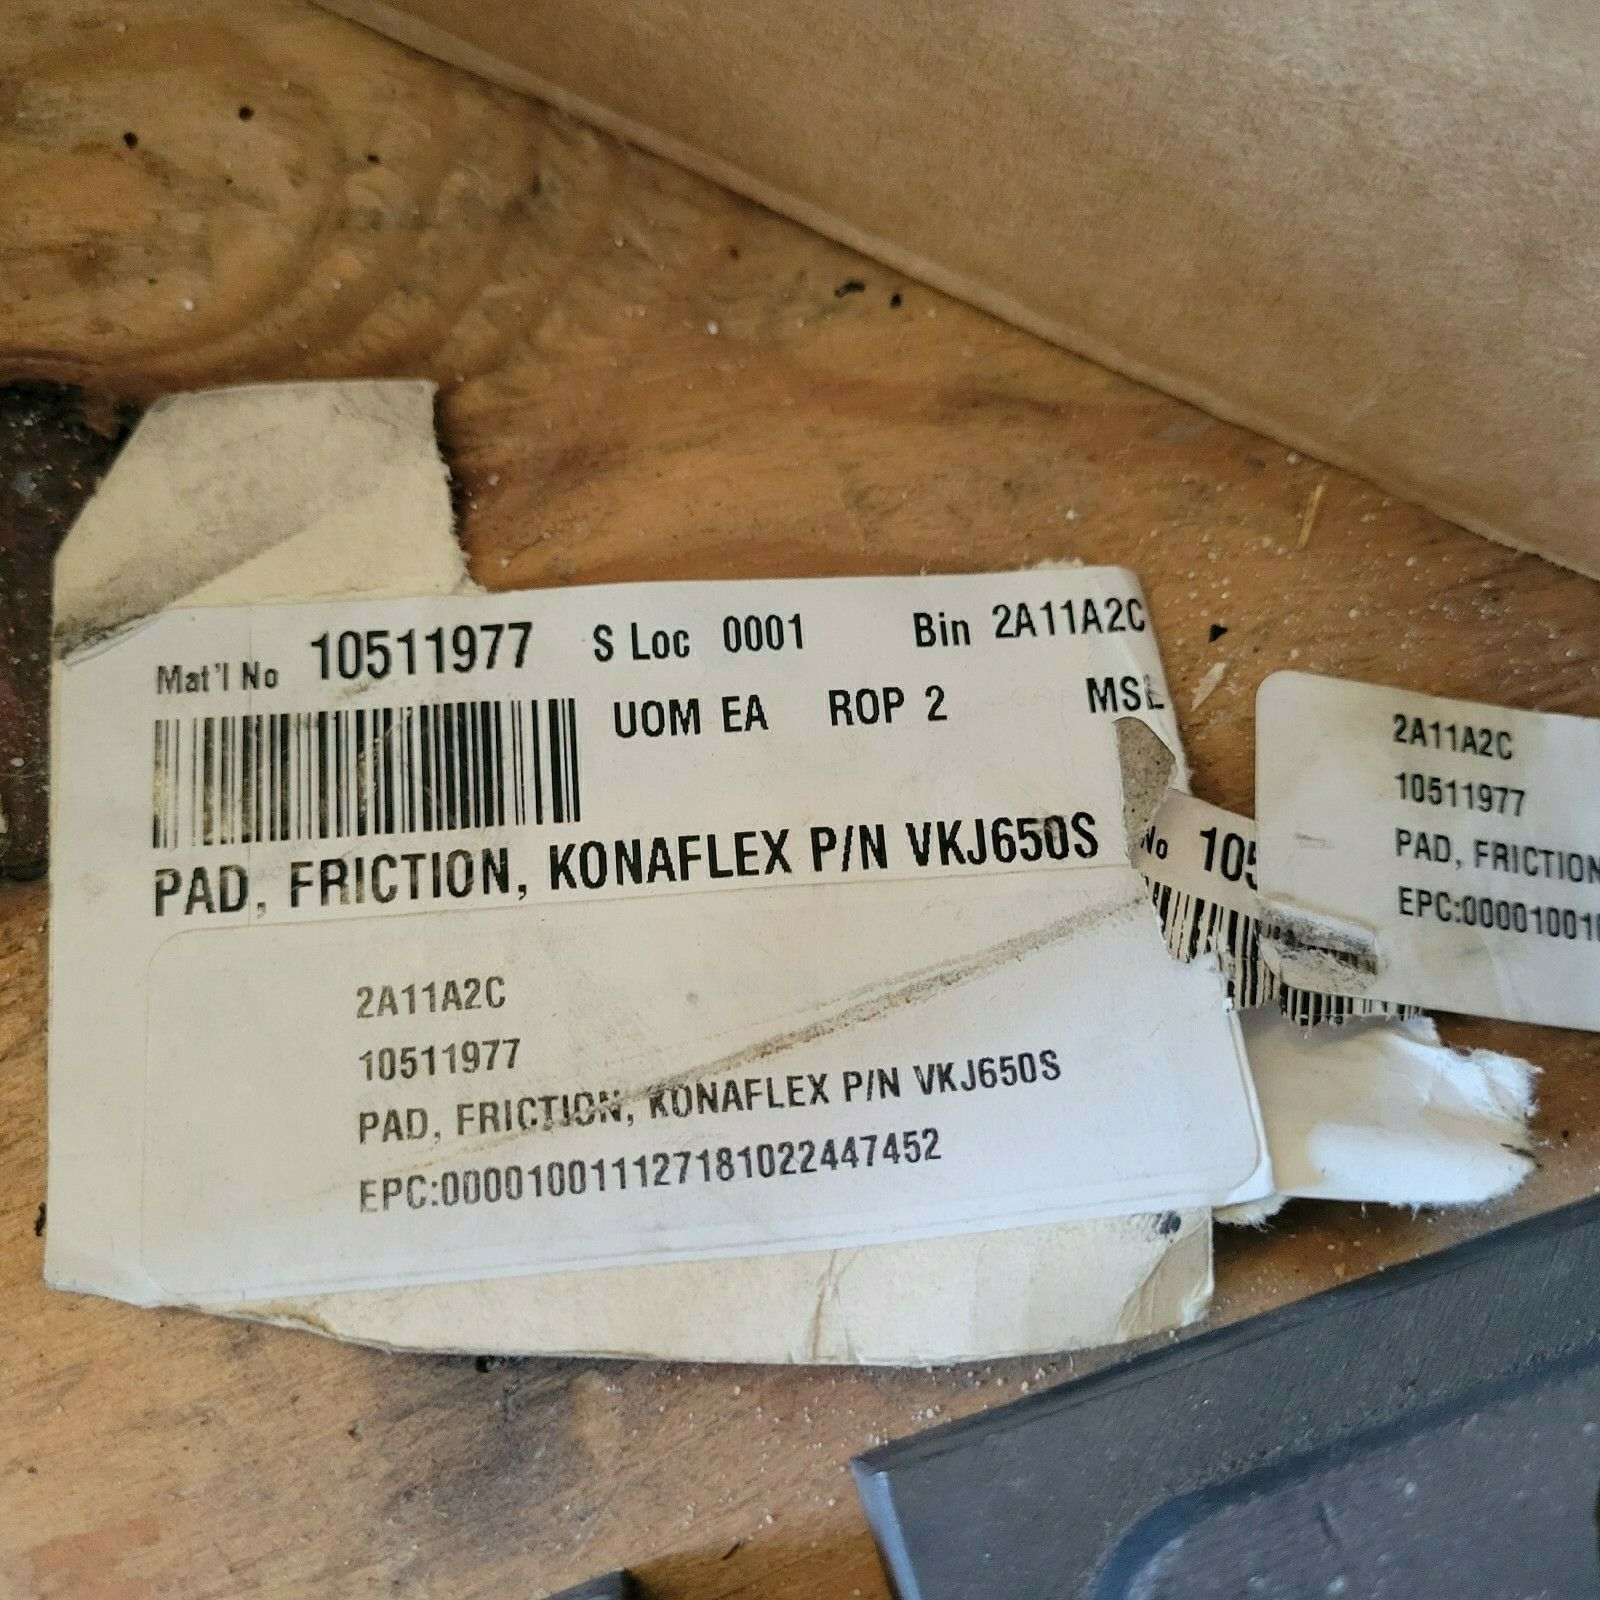 Mat'l No 10511977 S Loc 0001 Bin 2A11A2C
UOM EA ROP 2 MSL
PAD, FRICTION, KONAFLEX P/N VKJ650S
2A11A2C
10511977
PAD, FRICTION, KONAFLEX P/N VKJ650S
EPC:000010011127181022447452
No 105
2A11A2C
10511977
PAD, FRICTION
EPC:00001001